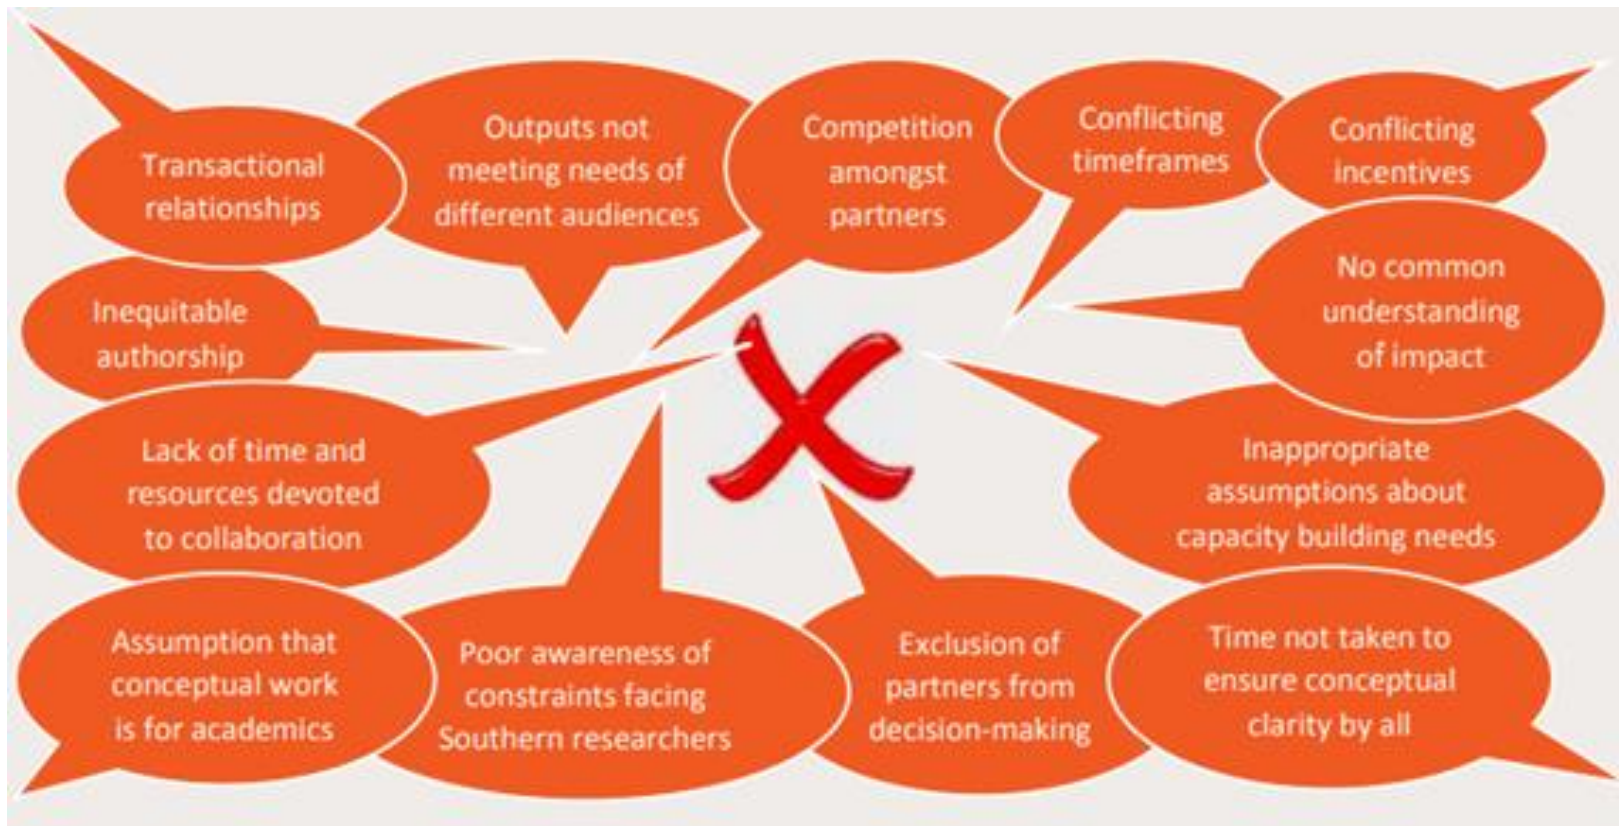 Transactional
relationships
Outputs not
meeting needs of
different audiences
Competition
amongst
partners
Conflicting
timeframes
Conflicting
incentives
Inequitable
authorship
No common
understanding
of impact
Lack of time and
resources devoted
to collaboration
Inappropriate
assumptions about
capacity building needs
Assumption that
conceptual work
is for academics
Poor awareness of
constraints facing
Southern researchers
Exclusion of
partners from
decision-making
Time not taken to
ensure conceptual
clarity by all